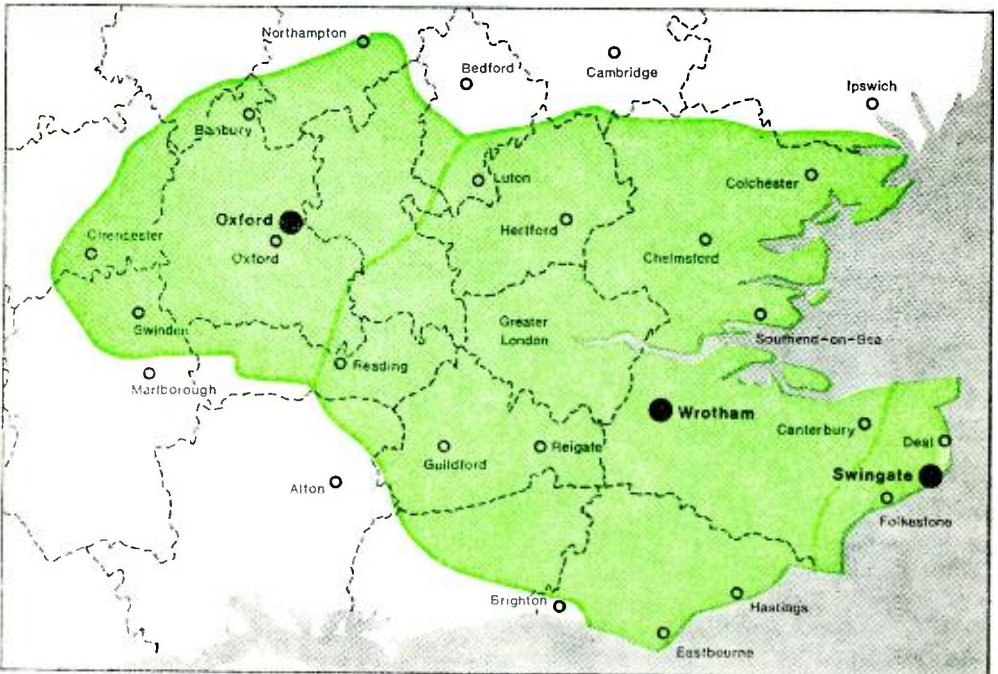 Northampton
Bedford
Cambridge
Ipswich
Banbury
Luton
Colchester
Oxford
Hertford
Cirencester
Oxford
Chelmsford
Swindon
Greater
London
Southend-on-Sea
Reading
Marlborough
Wrotham
Canterbury
Deal
Guildford
Reigate
Swingate
Alton
Folkestone
Brighton
Hastings
Eastbourne